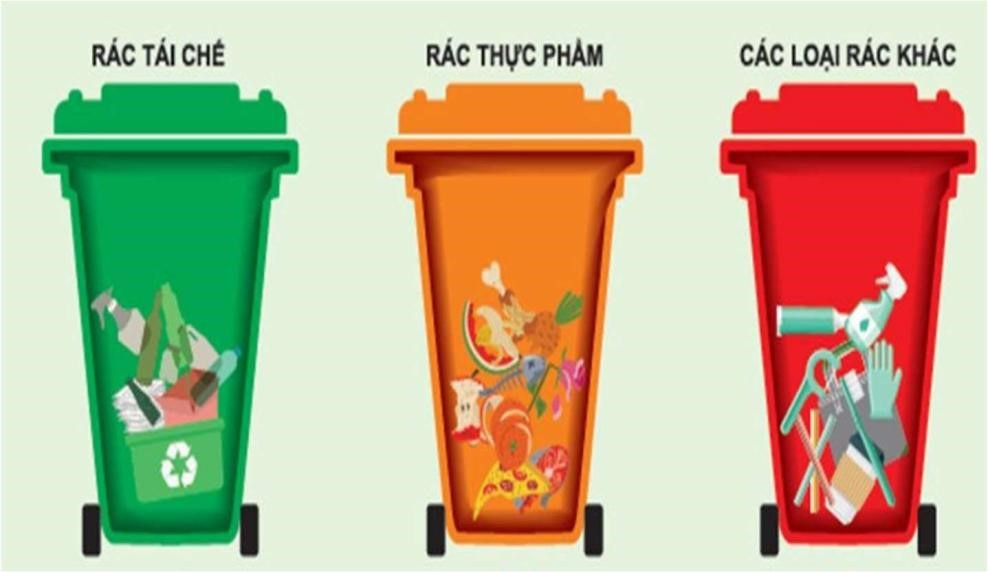 RÁC TÁI CHẾ
RÁC THỰC PHẨM
CÁC LOẠI RÁC KHÁC